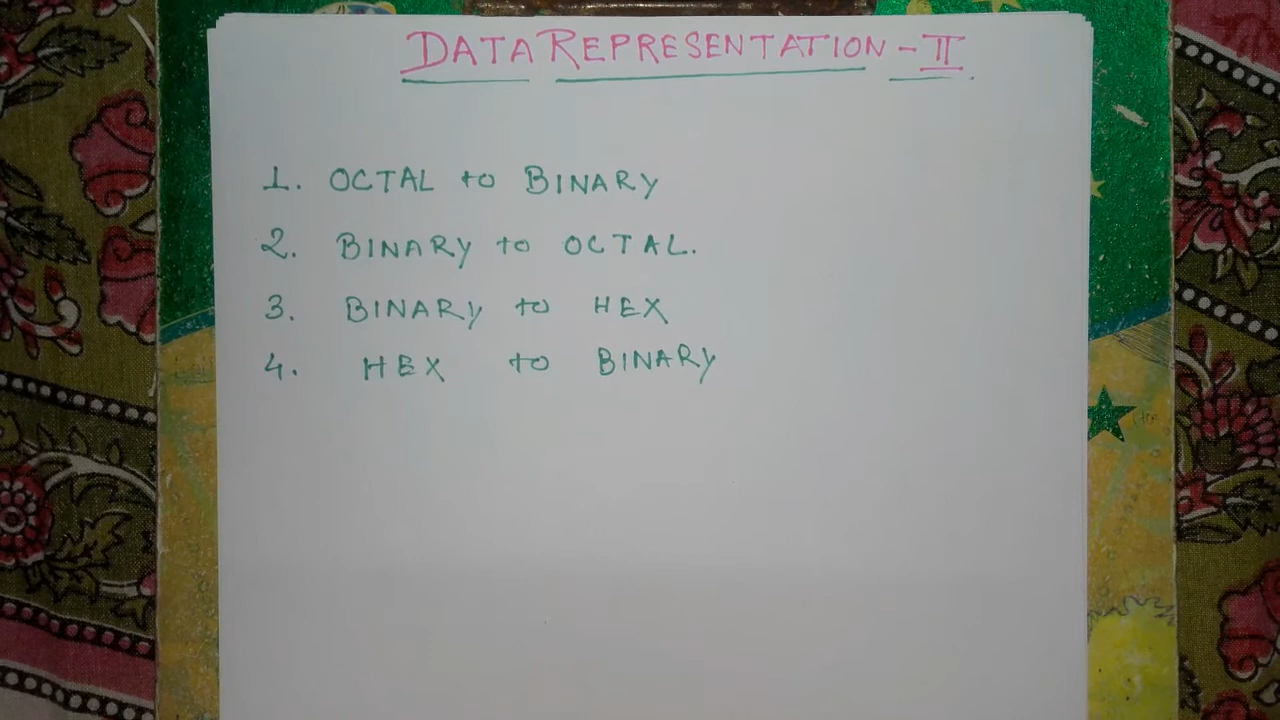 DATA REPRESENTATION - II
1. OCTAL to BINARY
2. BINARY to OCTAL.
3. BINARY to HEX
4. HEX to BINARY